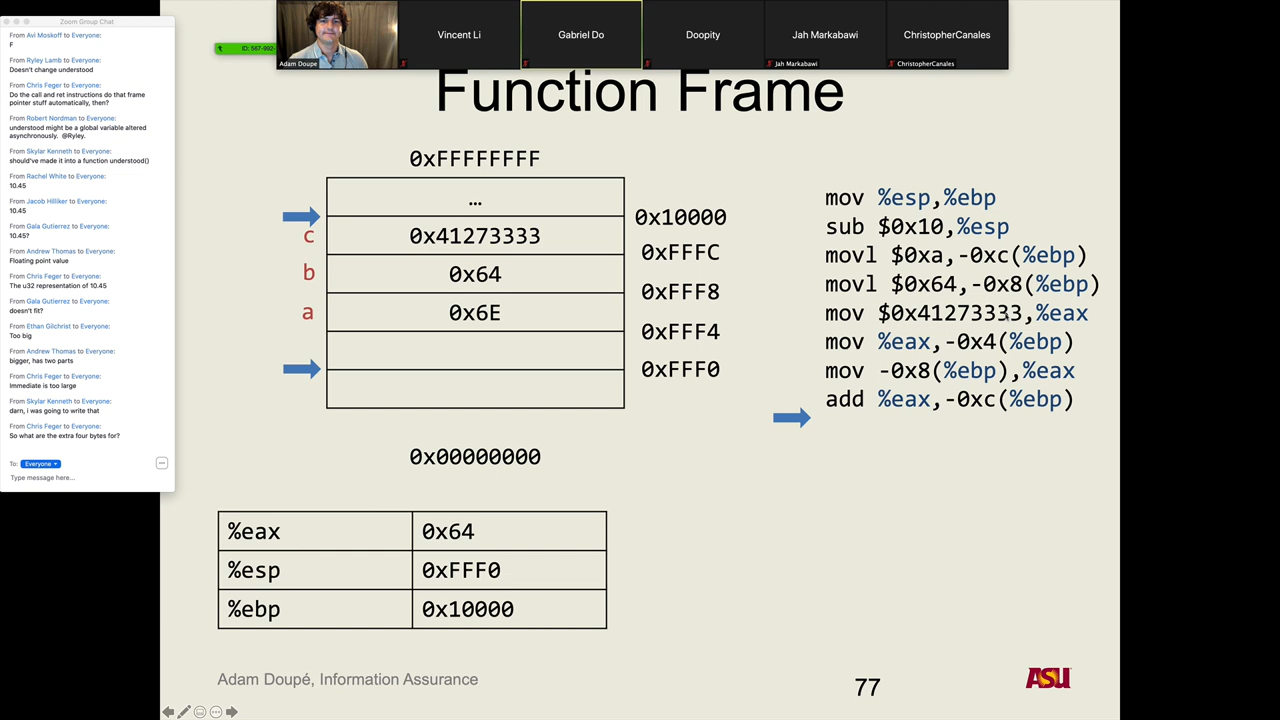 Zoom Group Chat
From Avi Moskoff to Everyone:
F
From Ryley Lamb to Everyone:
Doesn't change understood
From Chris Feger to Everyone:
Do the call and ret instructions do that frame
pointer stuff automatically, then?
From Robert Nordman to Everyone:
understood might be a global variable altered
asynchronously. @Ryley.
From Skylar Kenneth to Everyone:
should've made it into a function understood()
From Rachel White to Everyone:
10.45
From Jacob Hilliker to Everyone:
10.45
From Gala Gutierrez to Everyone:
10.45?
From Andrew Thomas to Everyone:
Floating point value
From Chris Feger to Everyone:
The u32 representation of 10.45
From Gala Gutierrez to Everyone:
doesn't fit?
From Ethan Gilchrist to Everyone:
Too big
From Andrew Thomas to Everyone:
bigger, has two parts
From Chris Feger to Everyone:
Immediate is too large
From Skylar Kenneth to Everyone:
darn, i was going to write that
From Chris Feger to Everyone:
So what are the extra four bytes for?
To: Everyone
Type message here...
ID: 567-992-
Adam Doupe
Vincent Li
Gabriel Do
Doopity
Jah Markabawi
Jah Markabawi
ChristopherCanales
ChristopherCanales
Function Frame
0xFFFFFFFF
...
0x10000
c 0x41273333
0xFFFC
b 0x64
0xFFF8
a 0x6E
0xFFF4
0xFFF0
0x00000000
mov %esp,%ebp
sub $0x10,%esp
movl $0xa,-0xc(%ebp)
movl $0x64,-0x8(%ebp)
mov $0x41273333,%eax
mov %eax,-0x4(%ebp)
mov -0x8(%ebp),%eax
add %eax,-0xc(%ebp)
%eax 0x64
%esp 0xFFF0
%ebp 0x10000
Adam Doupé, Information Assurance
77
ASU